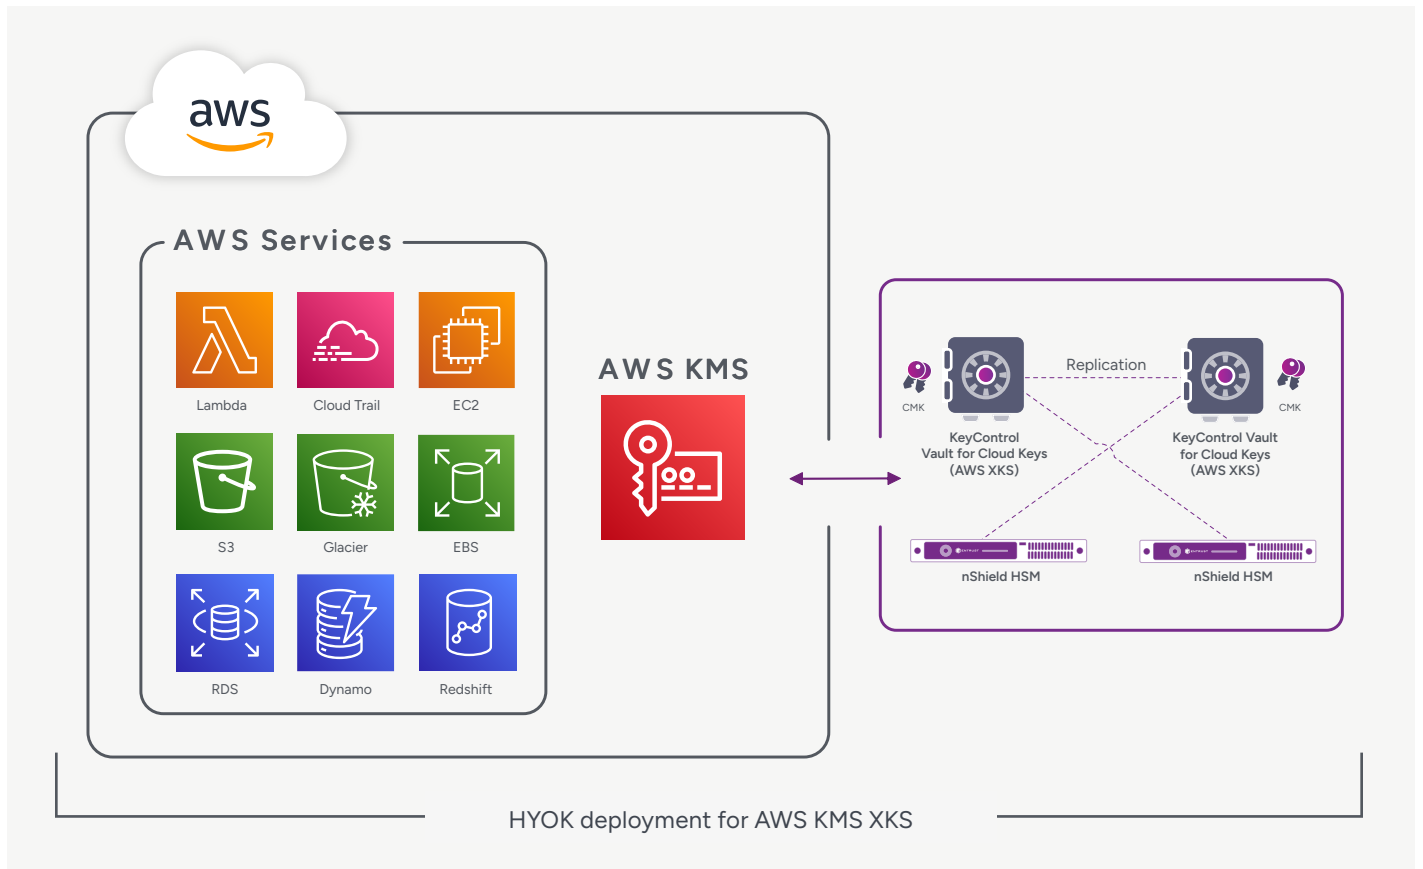 aws
AWS Services
Lambda
Cloud Trail
EC2
S3
Glacier
EBS
RDS
Dynamo
Redshift
AWS KMS
Replication
CMK
CMK
KeyControl
Vault for Cloud Keys
(AWS XKS)
KeyControl Vault
for Cloud Keys
(AWS XKS)
ENTRUST
ENTRUST
nShield HSM
nShield HSM
HYOK deployment for AWS KMS XKS